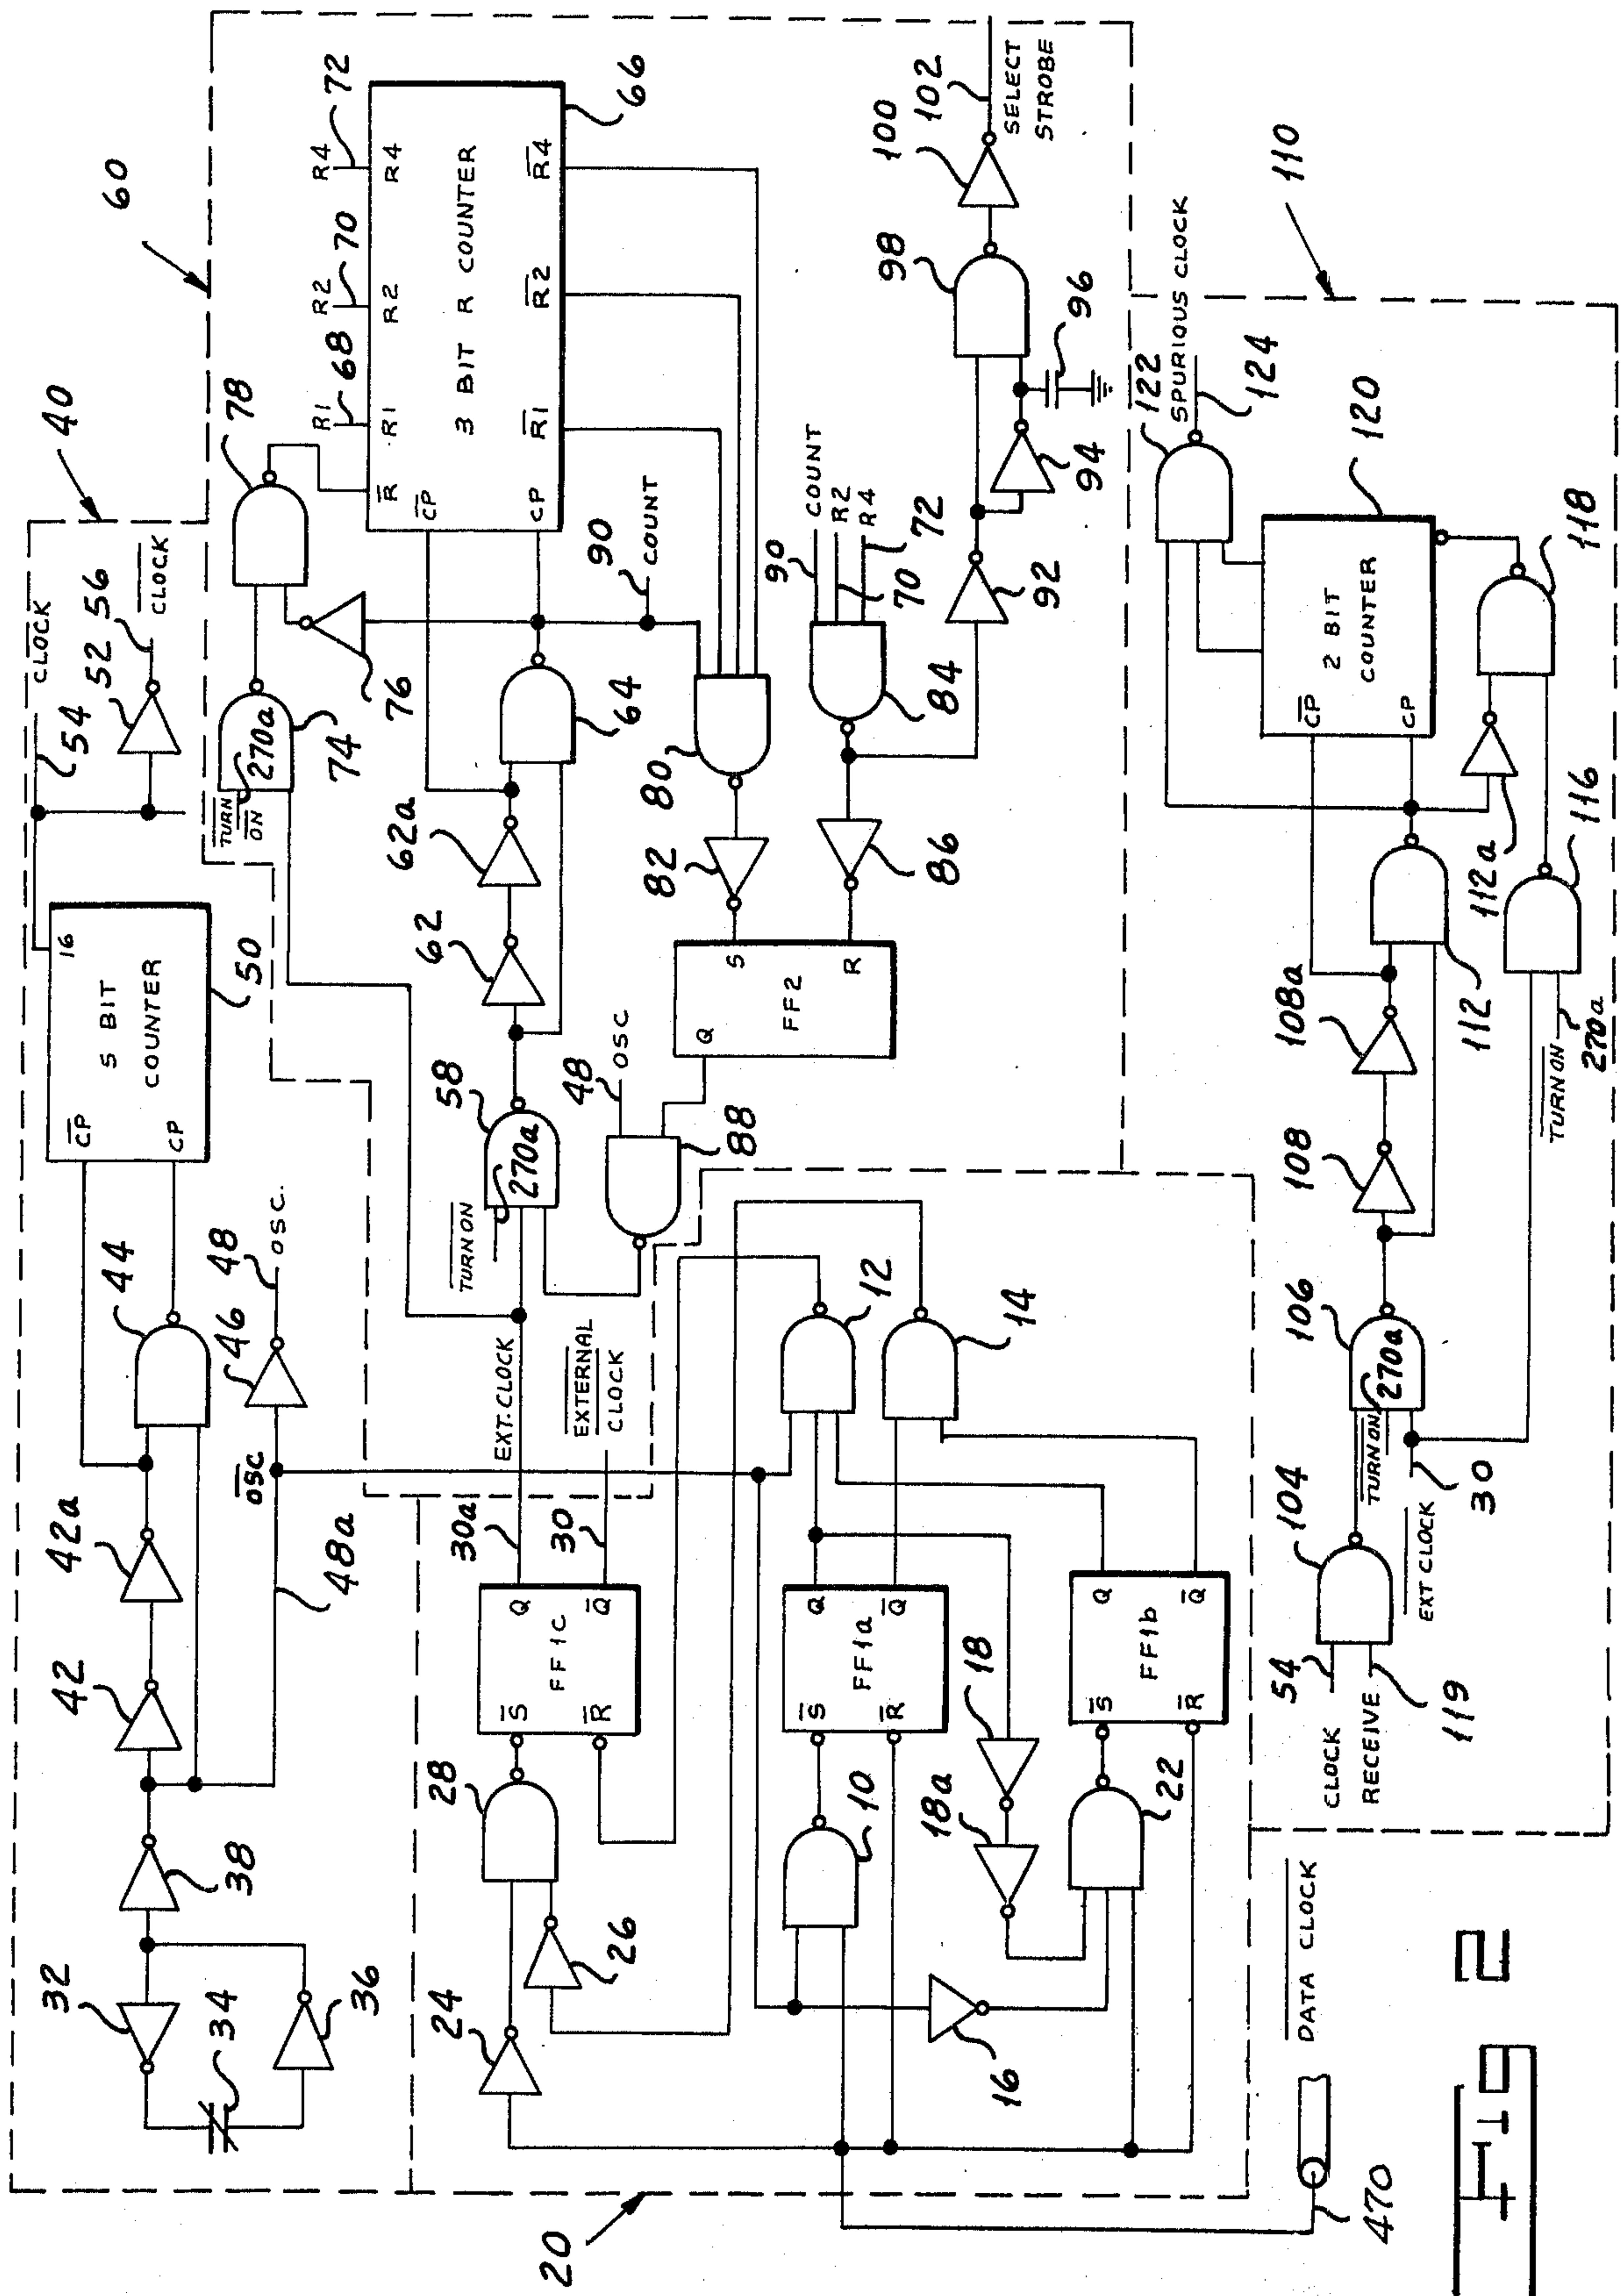 40
CLOCK
54
52
56
CLOCK
5 BIT
COUNTER
16
CP
CP
50
44
46
48
OSC.
OSC
42a
42
48a
38
32
34
36
60
72
R4
R4
R4
70
R2
R2
R2
68
R1
R1
R1
3 BIT R COUNTER
66
78
R
CP
CP
TURN
ON
270a
74
76
90
COUNT
64
62a
62
58
270a
TURN ON
80
82
84
86
90
COUNT
R2
R4
70
72
92
94
96
98
100
102
SELECT
STROBE
S
R
Q
FF2
48
OSC
88
EXT. CLOCK
EXTERNAL
CLOCK
30a
30
Q
Q
FF1c
S
R
28
26
24
12
14
Q
Q
FF1a
S
R
10
18
18a
Q
Q
FF1b
S
R
22
16
20
DATA CLOCK
470
110
SPURIOUS CLOCK
122
124
120
2 BIT
COUNTER
CP
CP
118
116
112a
112
108a
108
TURN ON
270a
106
270a
TURN ON
104
EXT CLOCK
30
54
CLOCK
RECEIVE
119
FIG 2